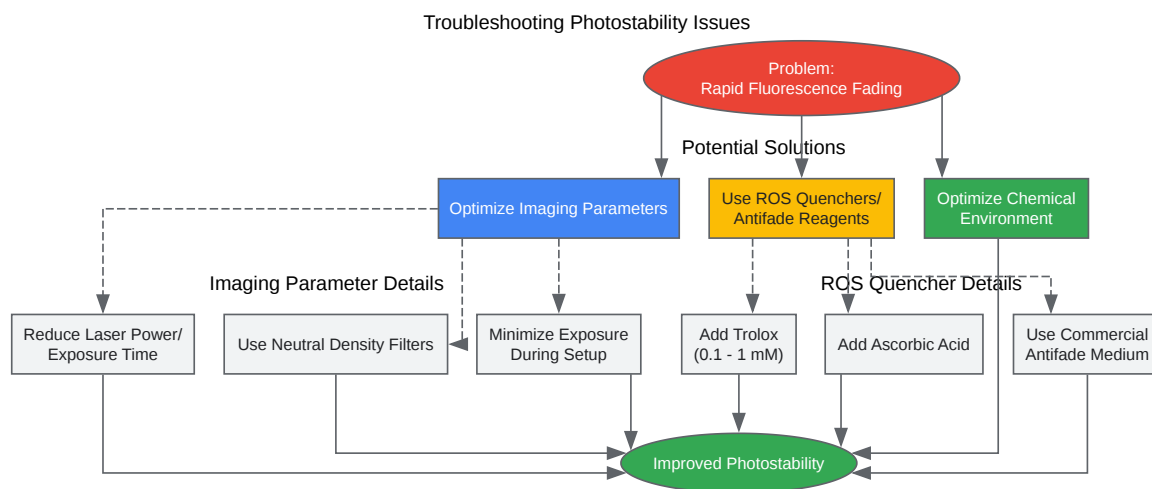 Troubleshooting Photostability Issues
Problem:
Rapid Fluorescence Fading
Potential Solutions
Optimize Imaging Parameters
Use ROS Quenchers/
Antifade Reagents
Optimize Chemical
Environment
Imaging Parameter Details
ROS Quencher Details
Reduce Laser Power/
Exposure Time
Use Neutral Density Filters
Minimize Exposure
During Setup
Add Trolox
(0.1 - 1 mM)
Add Ascorbic Acid
Use Commercial
Antifade Medium
Improved Photostability